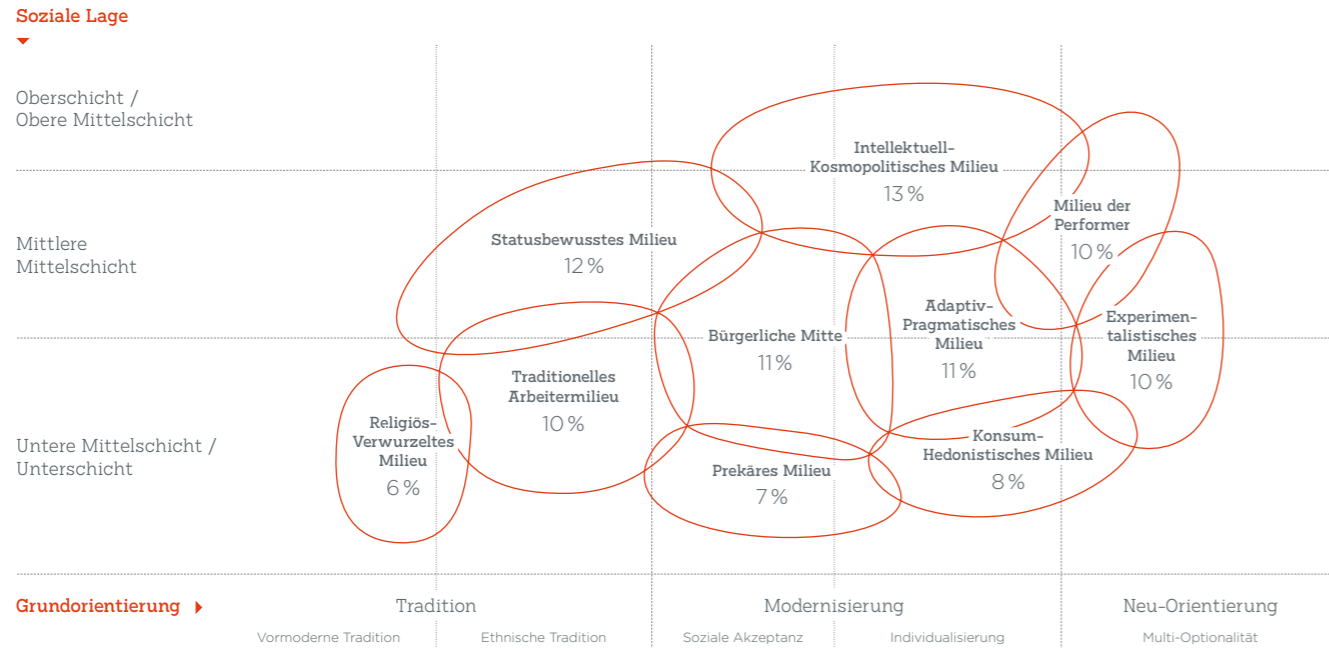 Soziale Lage
Oberschicht /
Obere Mittelschicht
Mittlere
Mittelschicht
Untere Mittelschicht /
Unterschicht
Intellektuell-
Kosmopolitisches Milieu
13 %
Milieu der
Performer
10 %
Statusbewusstes Milieu
12 %
Adaptiv-
Pragmatisches
Milieu
11 %
Experimen-
talistisches
Milieu
10 %
Bürgerliche Mitte
11 %
Traditionelles
Arbeitermilieu
10 %
Religiös-
Verwurzeltes
Milieu
6 %
Konsum-
Hedonistisches Milieu
8 %
Prekäres Milieu
7 %
Grundorientierung
Tradition
Modernisierung
Neu-Orientierung
Vormoderne Tradition
Ethnische Tradition
Soziale Akzeptanz
Individualisierung
Multi-Optionalität